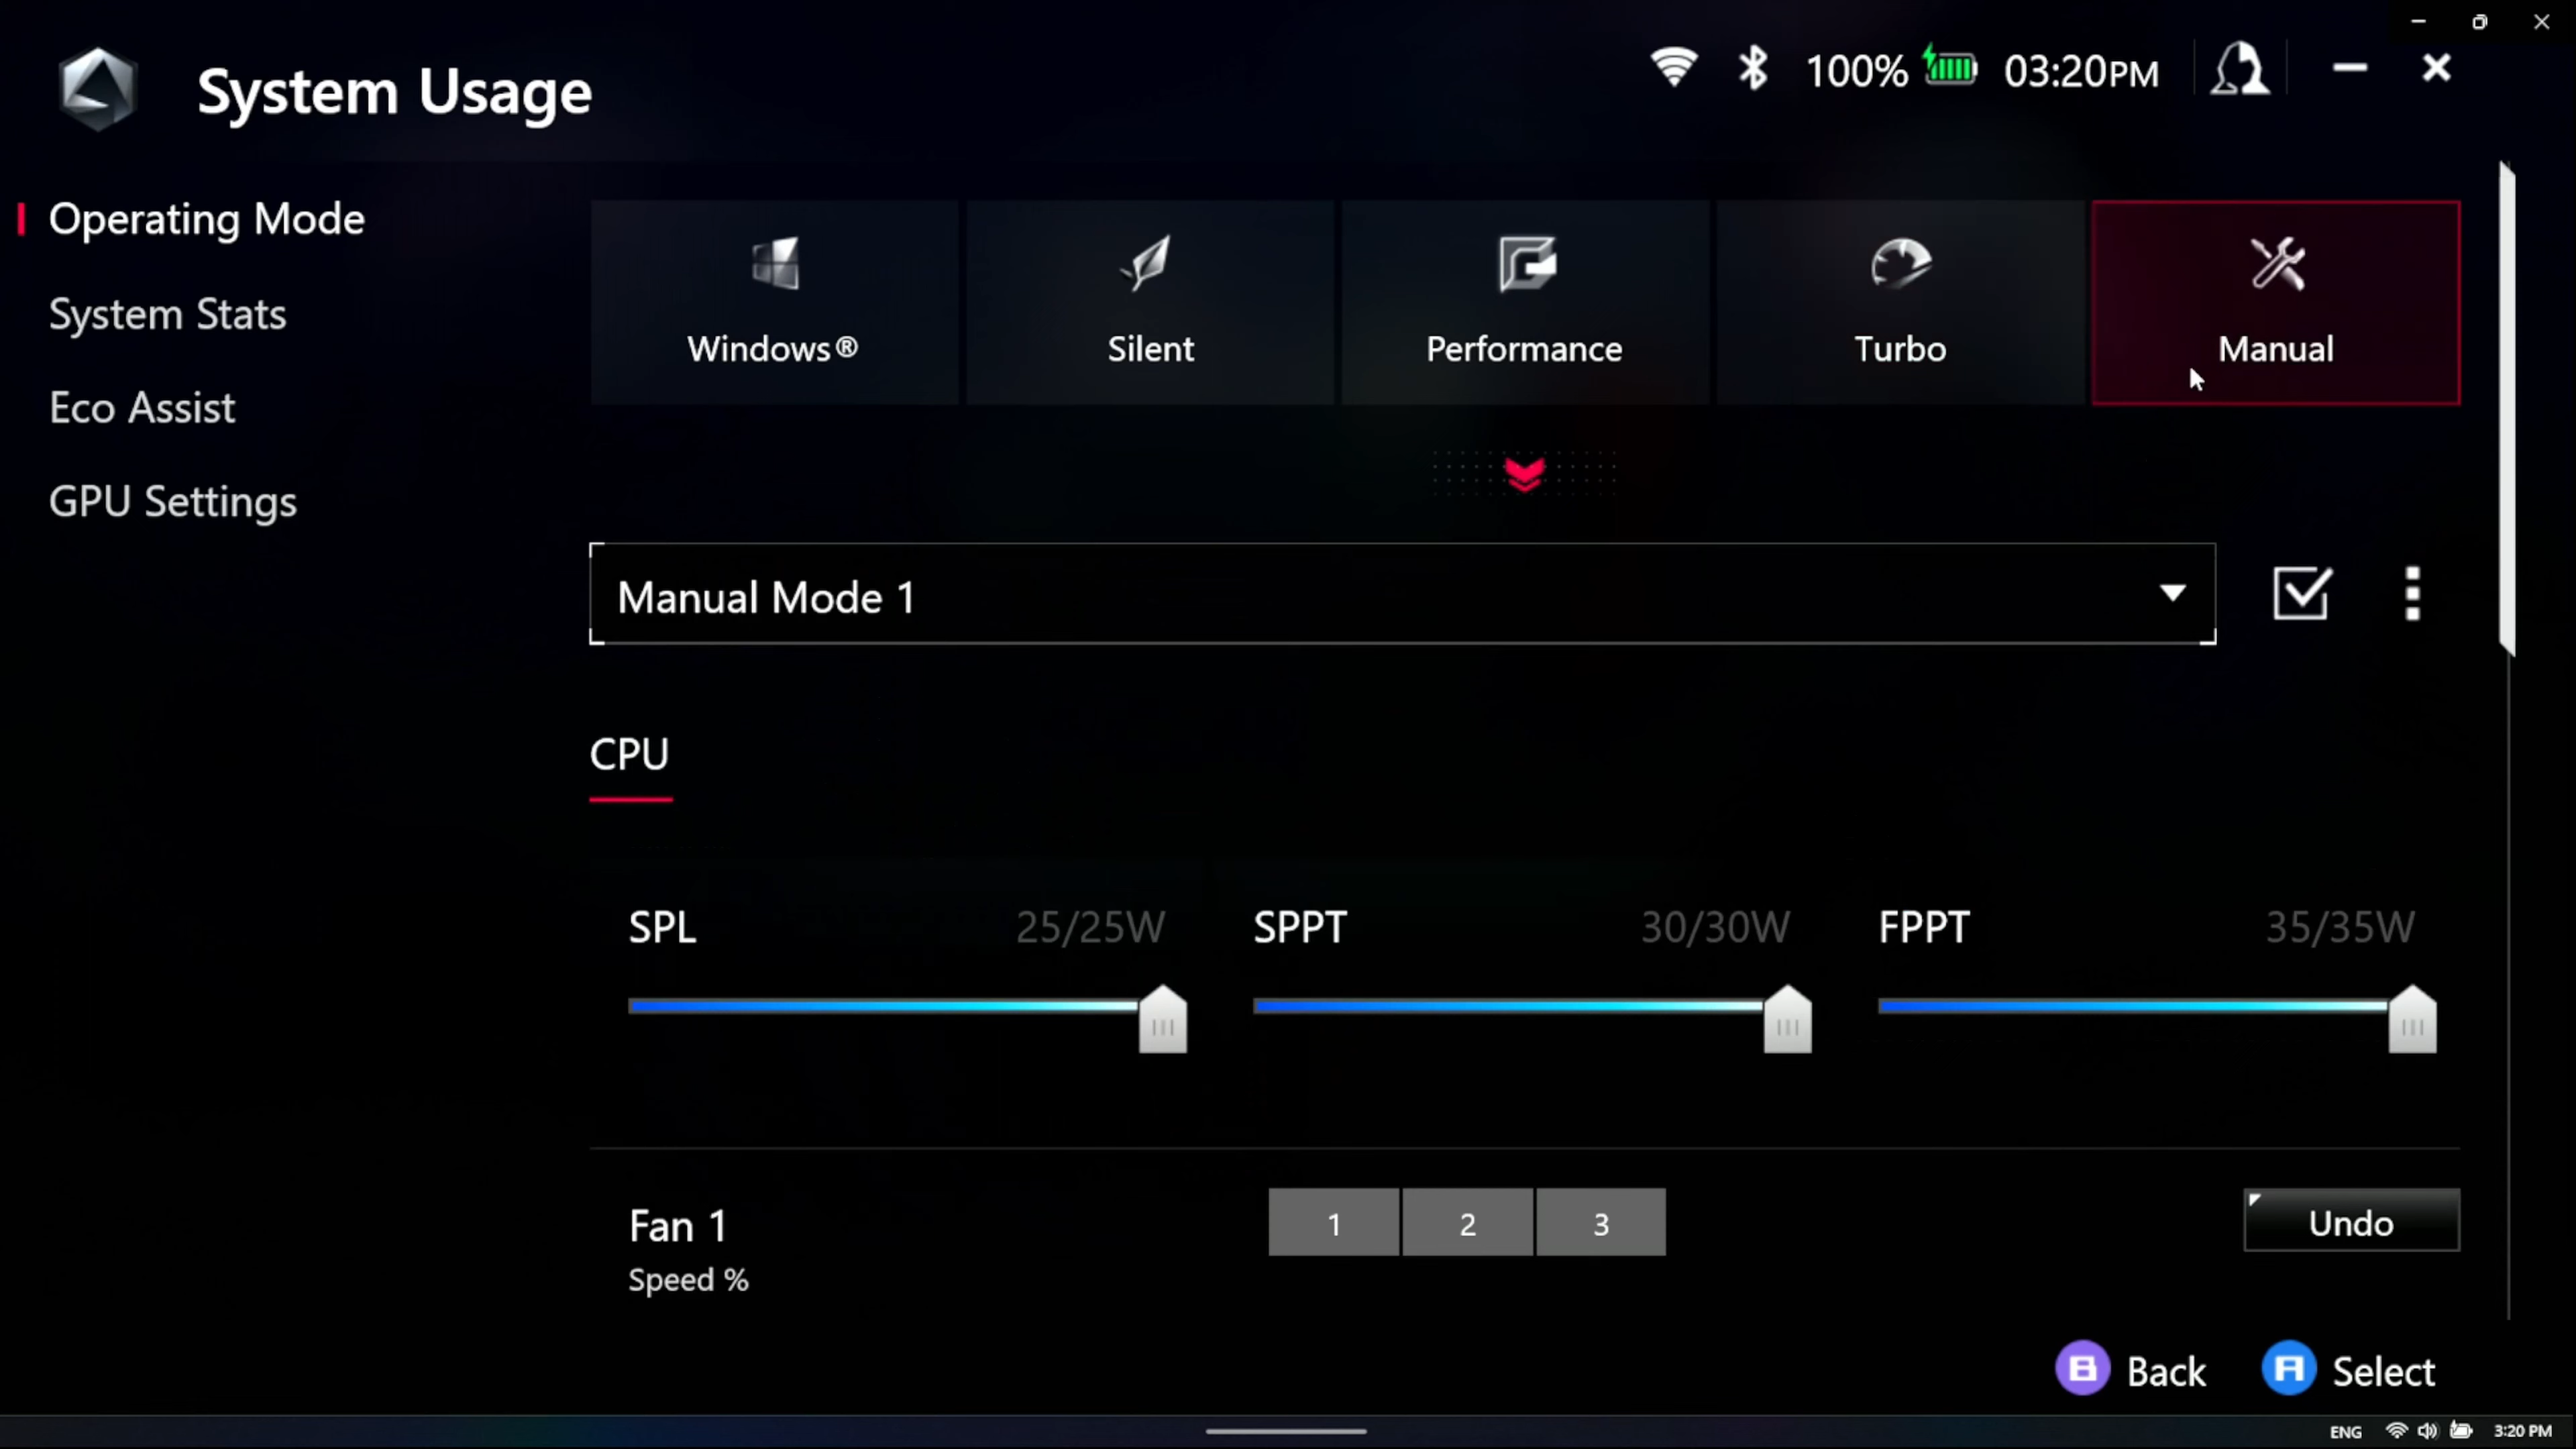 System Usage
100%
03:20PM
Operating Mode
System Stats
Eco Assist
GPU Settings
Windows®
Silent
Performance
Turbo
Manual
Manual Mode 1
CPU
SPL 25/25W
SPPT 30/30W
FPPT 35/35W
Fan 1
Speed %
1 2 3
Undo
B Back
A Select
ENG 3:20 PM